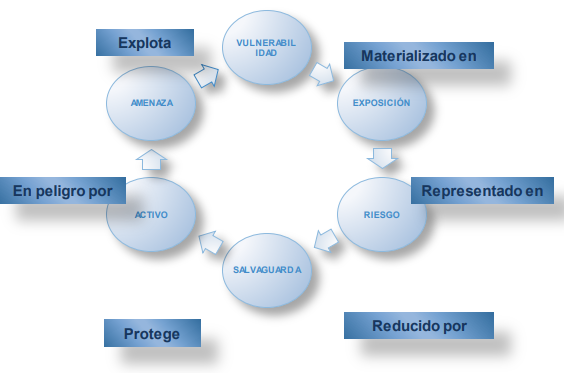 Explota
VULNERABIL
IDAD
Materializado en
AMENAZA
EXPOSICIÓN
En peligro por
Representado en
ACTIVO
RIESGO
SALVAGUARDA
Protege
Reducido por